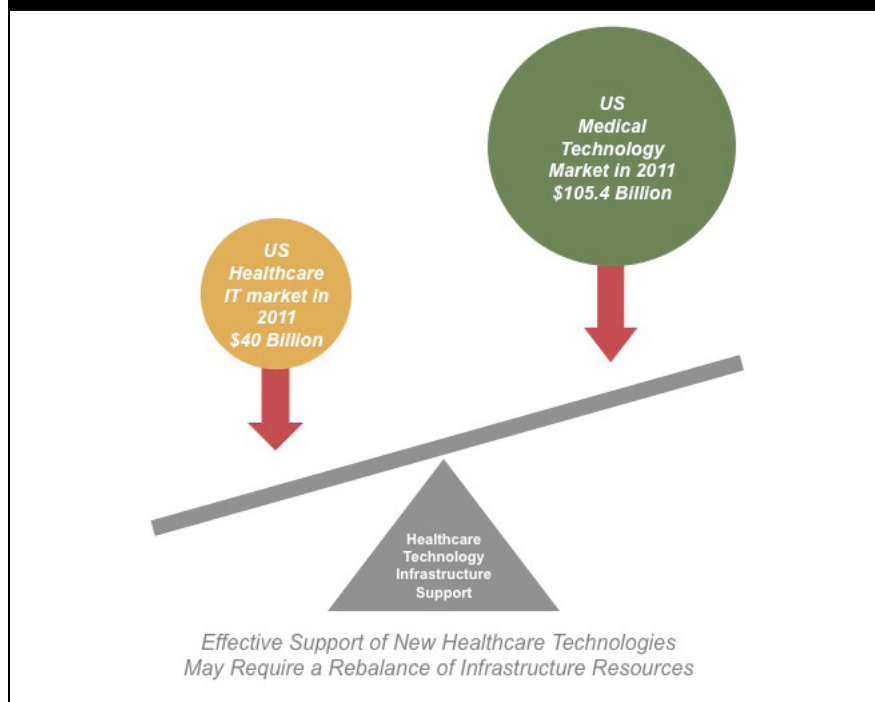 US
Medical
Technology
Market in 2011
$105.4 Billion
US
Healthcare
IT market in
2011
$40 Billion
Healthcare
Technology
Infrastructure
Support
Effective Support of New Healthcare Technologies
May Require a Rebalance of Infrastructure Resources